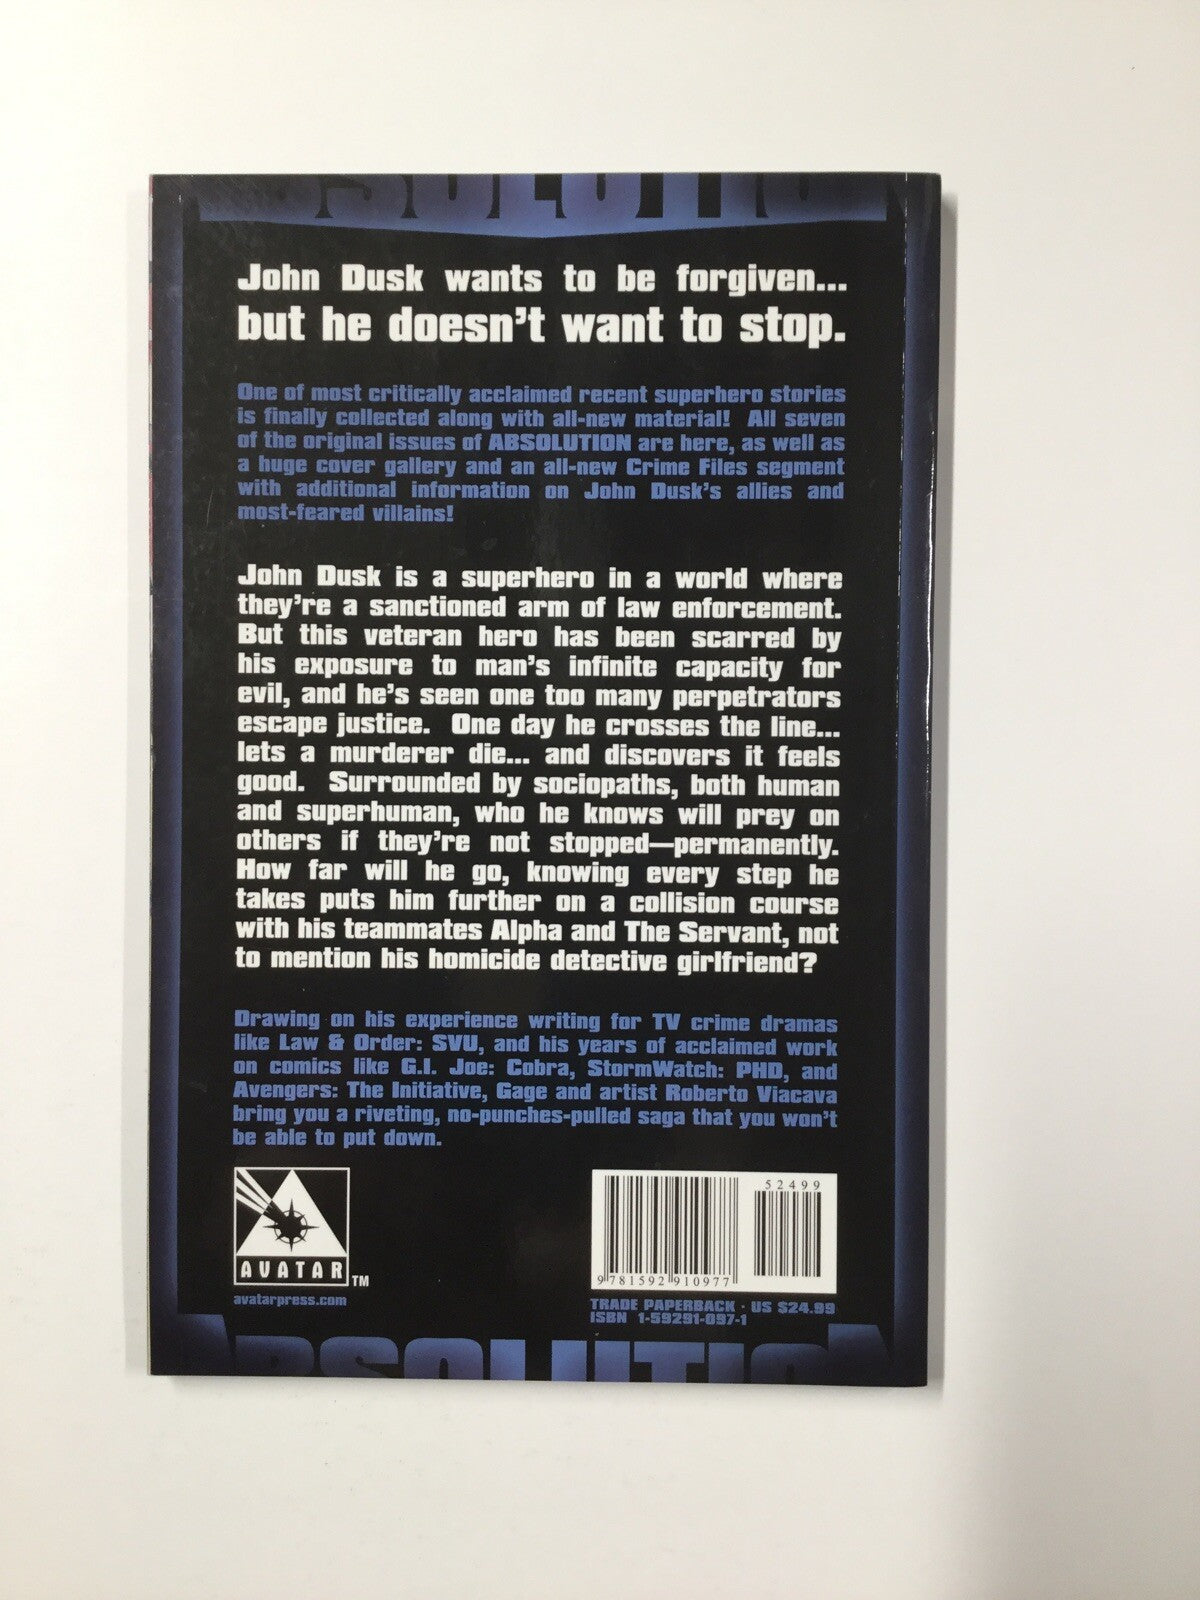 ABSOLUTION
John Dusk wants to be forgiven...
but he doesn't want to stop.
One of most critically acclaimed recent superhero stories
is finally collected along with all-new material! All seven
of the original issues of ABSOLUTION are here, as well as
a huge cover gallery and an all-new Crime Files segment
with additional information on John Dusk's allies and
most-feared villains!
John Dusk is a superhero in a world where
they're a sanctioned arm of law enforcement.
But this veteran hero has been scarred by
his exposure to man's infinite capacity for
evil, and he's seen one too many perpetrators
escape justice. One day he crosses the line...
lets a murderer die... and discovers it feels
good. Surrounded by sociopaths, both human
and superhuman, who he knows will prey on
others if they're not stopped—permanently.
How far will he go, knowing every step he
takes puts him further on a collision course
with his teammates Alpha and The Servant, not
to mention his homicide detective girlfriend?
Drawing on his experience writing for TV crime dramas
like Law & Order: SVU, and his years of acclaimed work
on comics like G.I. Joe: Cobra, StormWatch: PHD, and
Avengers: The Initiative, Gage and artist Roberto Viacava
bring you a riveting, no-punches-pulled saga that you won't
be able to put down.
AVATAR TM
avatarpress.com
52499
9 781592 910977
TRADE PAPERBACK · US $24.99
ISBN 1-59291-097-1
ABSOLUTION